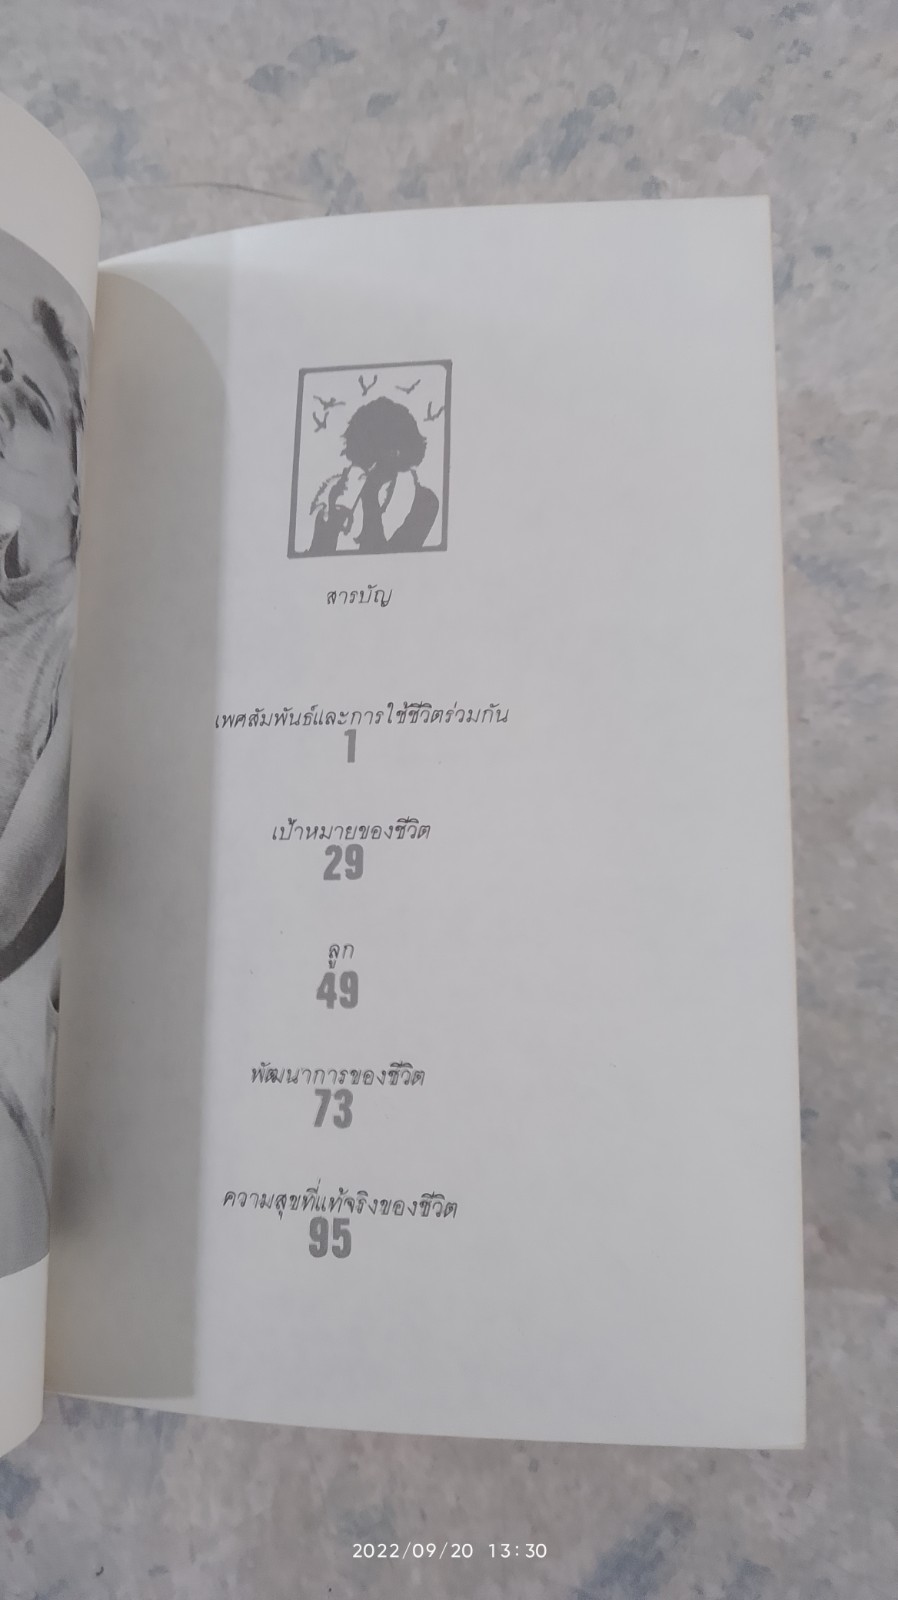 สารบัญ
เพศสัมพันธ์และการใช้ชีวิตร่วมกัน
1
เป้าหมายของชีวิต
29
ลูก
49
พัฒนาการของชีวิต
73
ความสุขที่แท้จริงของชีวิต
95
2022/09/20 13:30